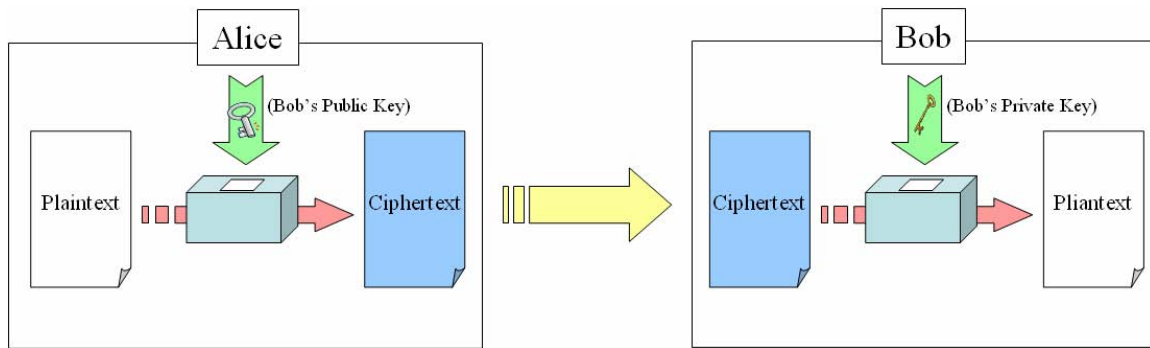 Alice
(Bob's Public Key)
Plaintext
Ciphertext
Bob
(Bob's Private Key)
Ciphertext
Pliantext